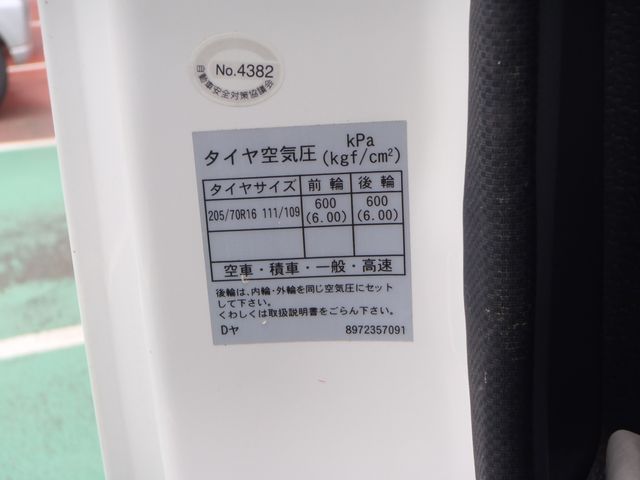 No.4382
自動車安全対策協議会
タイヤ空気圧 kPa (kgf/cm²)
タイヤサイズ 前輪 後輪
205/70R16 111/109 600 (6.00) 600 (6.00)
空車・積車・一般・高速
後輪は、内輪・外輪を同じ空気圧にセット
して下さい。
くわしくは取扱説明書をごらん下さい。
Dヤ 8972357091